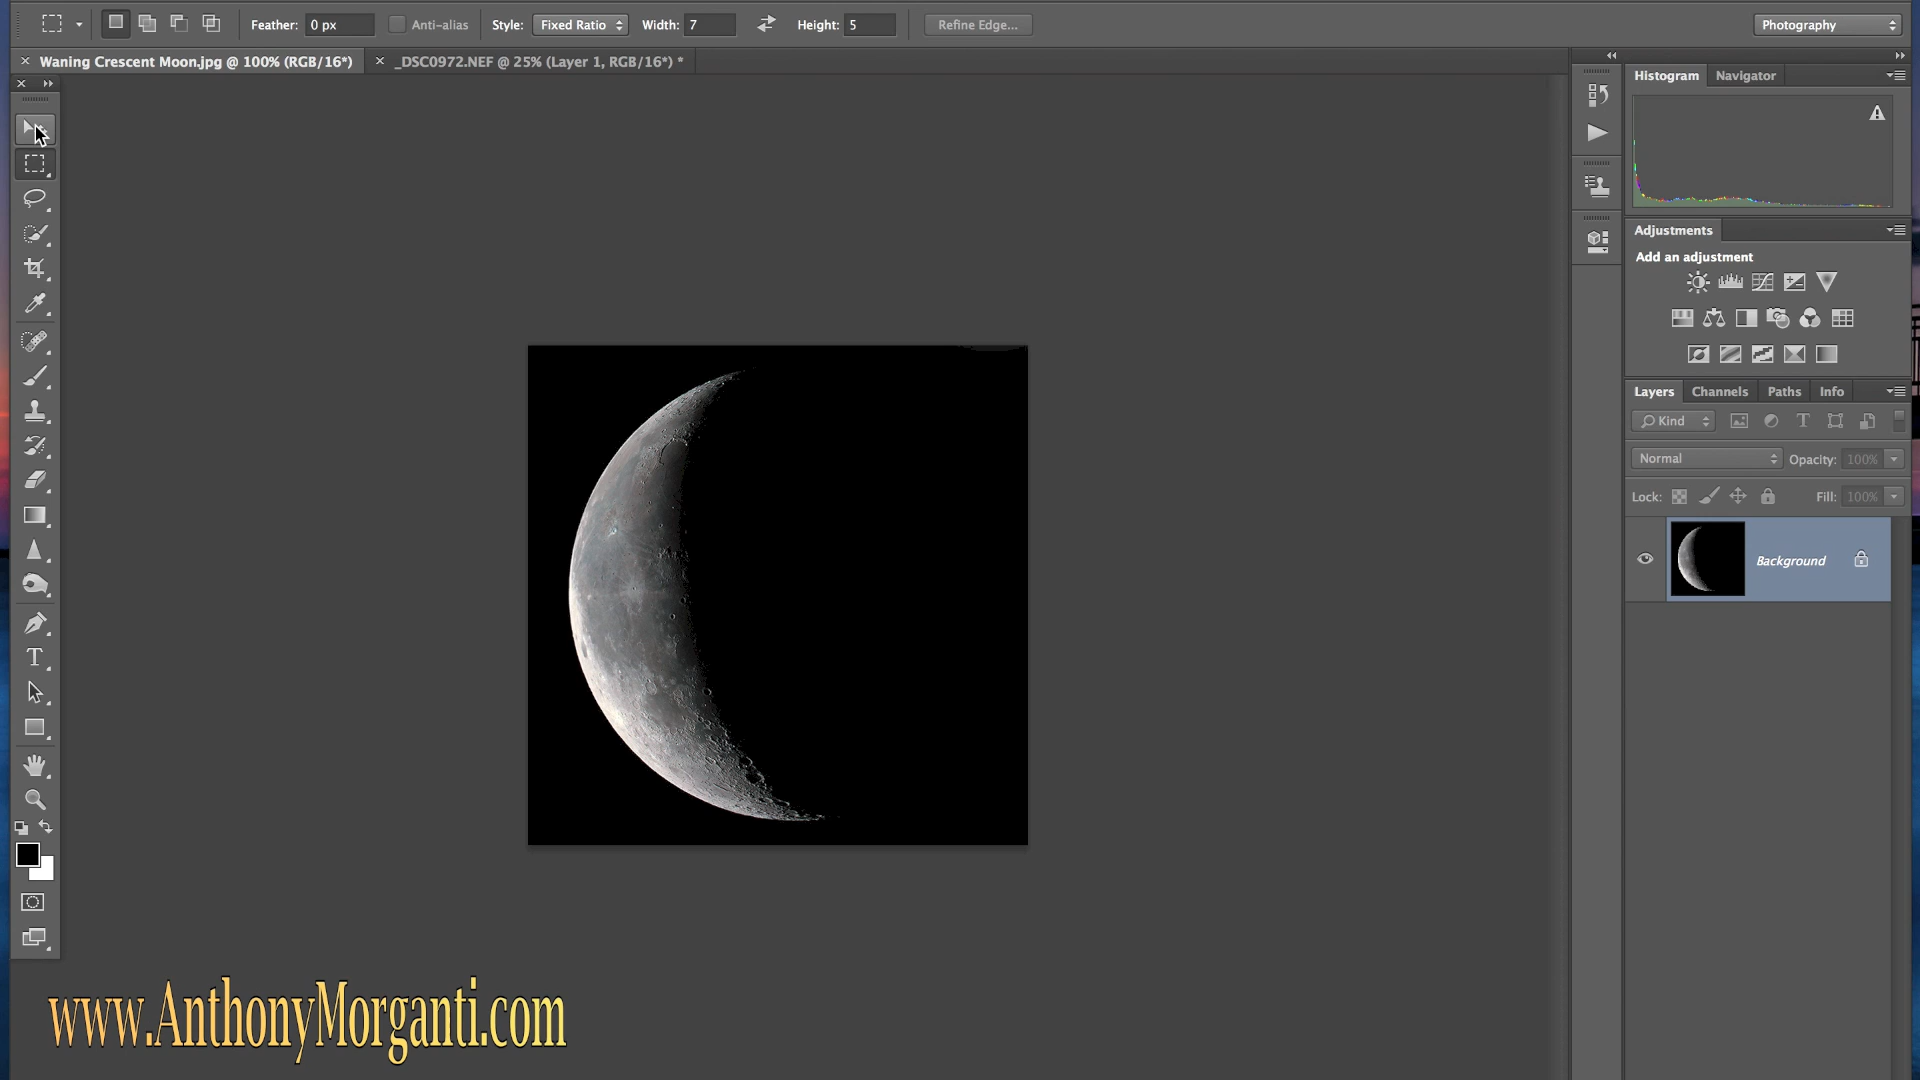 Feather: 0 px Anti-alias Style: Fixed Ratio Width: 7 Height: 5 Refine Edge... Photography
Waning Crescent Moon.jpg @ 100% (RGB/16*) _DSC0972.NEF @ 25% (Layer 1, RGB/16*) *
Histogram Navigator
Adjustments
Add an adjustment
Layers Channels Paths Info
Kind
Normal Opacity: 100%
Lock: Fill: 100%
Background
www.AnthonyMorganti.com